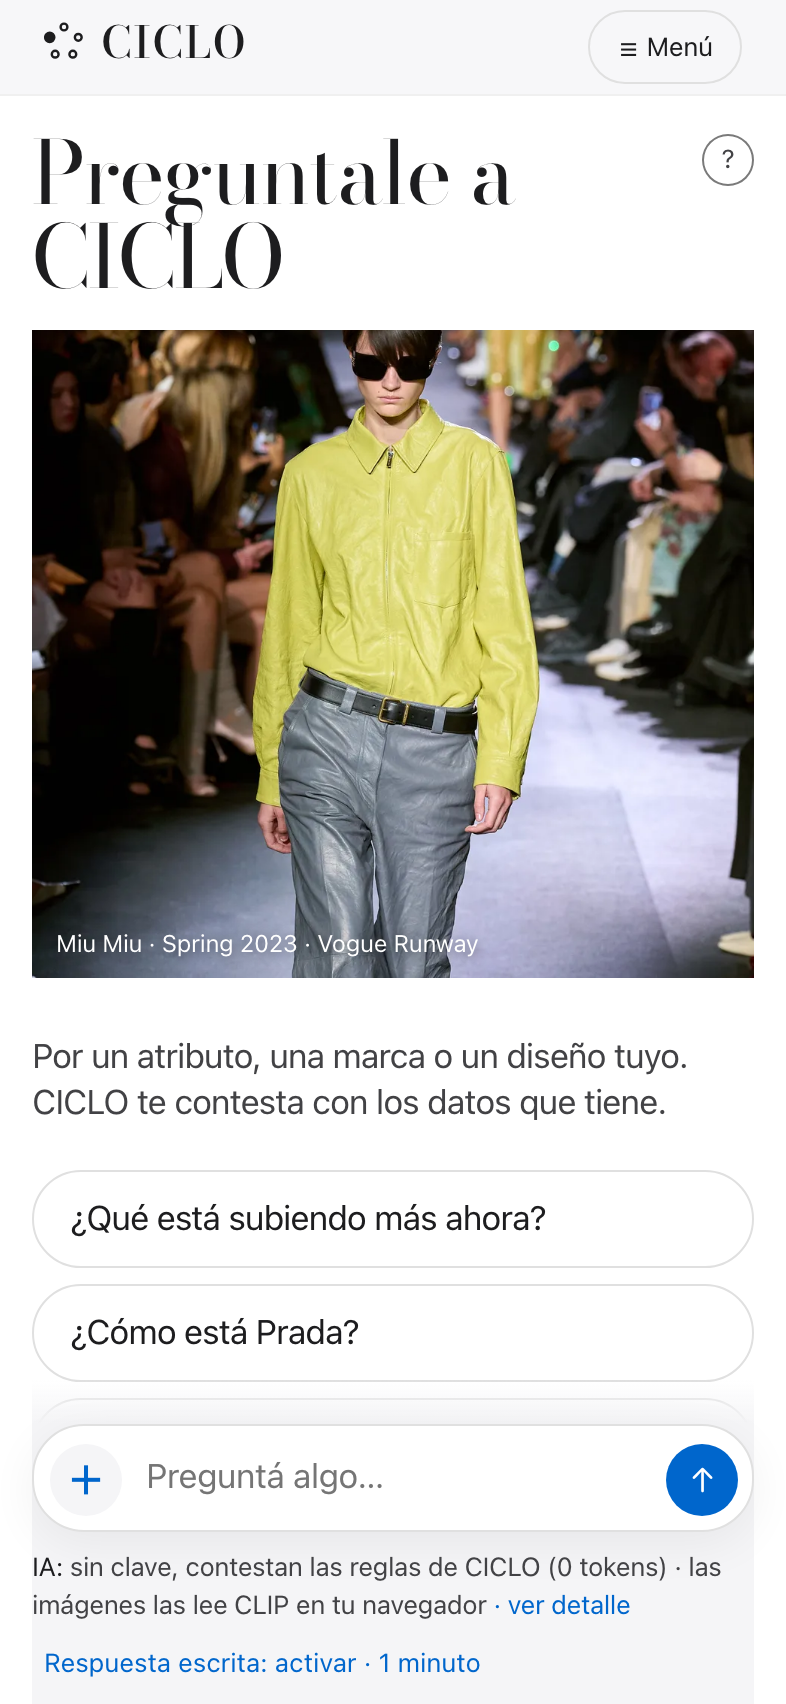 CICLO
≡ Menú
Preguntale a
CICLO
?
Miu Miu · Spring 2023 · Vogue Runway
Por un atributo, una marca o un diseño tuyo.
CICLO te contesta con los datos que tiene.
¿Qué está subiendo más ahora?
¿Cómo está Prada?
Preguntá algo...
IA: sin clave, contestan las reglas de CICLO (0 tokens) · las
imágenes las lee CLIP en tu navegador · ver detalle
Respuesta escrita: activar · 1 minuto